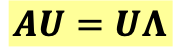 𝑨𝑼 = 𝑼𝜦